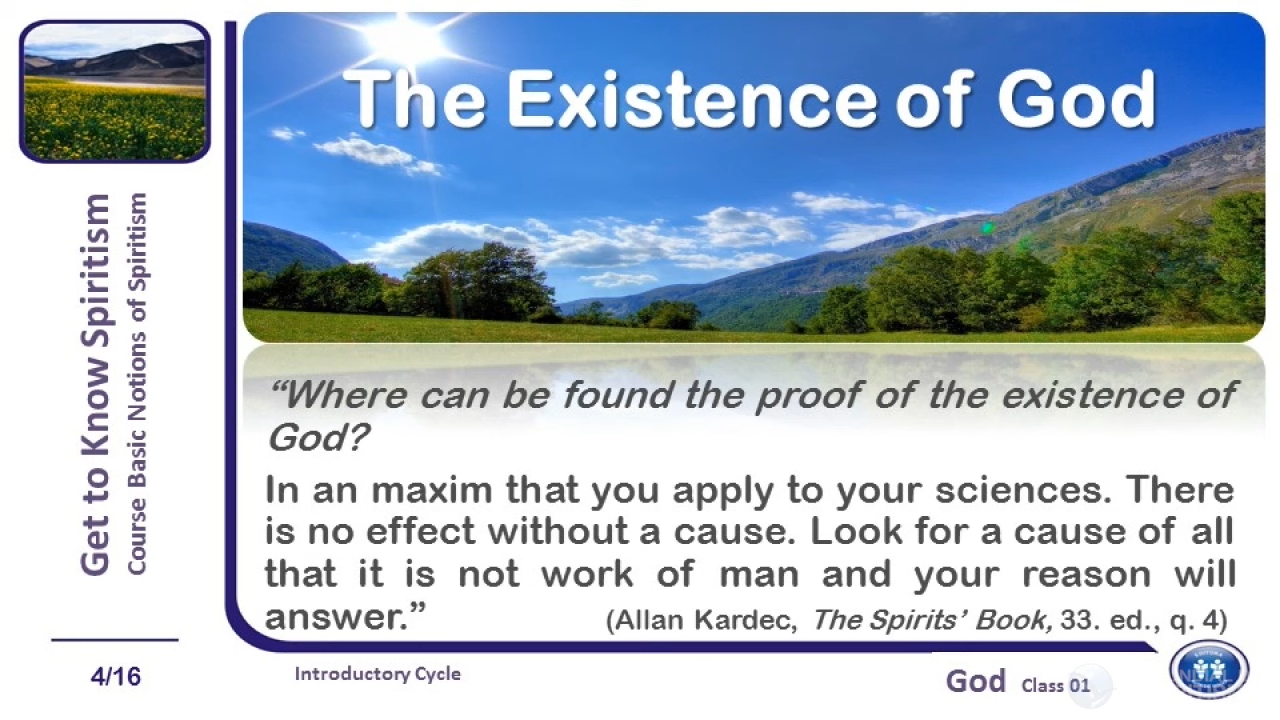 The Existence of God
Get to Know Spiritism
Course Basic Notions of Spiritism
“Where can be found the proof of the existence of
God?
In an maxim that you apply to your sciences. There
is no effect without a cause. Look for a cause of all
that it is not work of man and your reason will
answer.” (Allan Kardec, The Spirits’ Book, 33. ed., q. 4)
4/16
Introductory Cycle
God Class 01
EDITORA